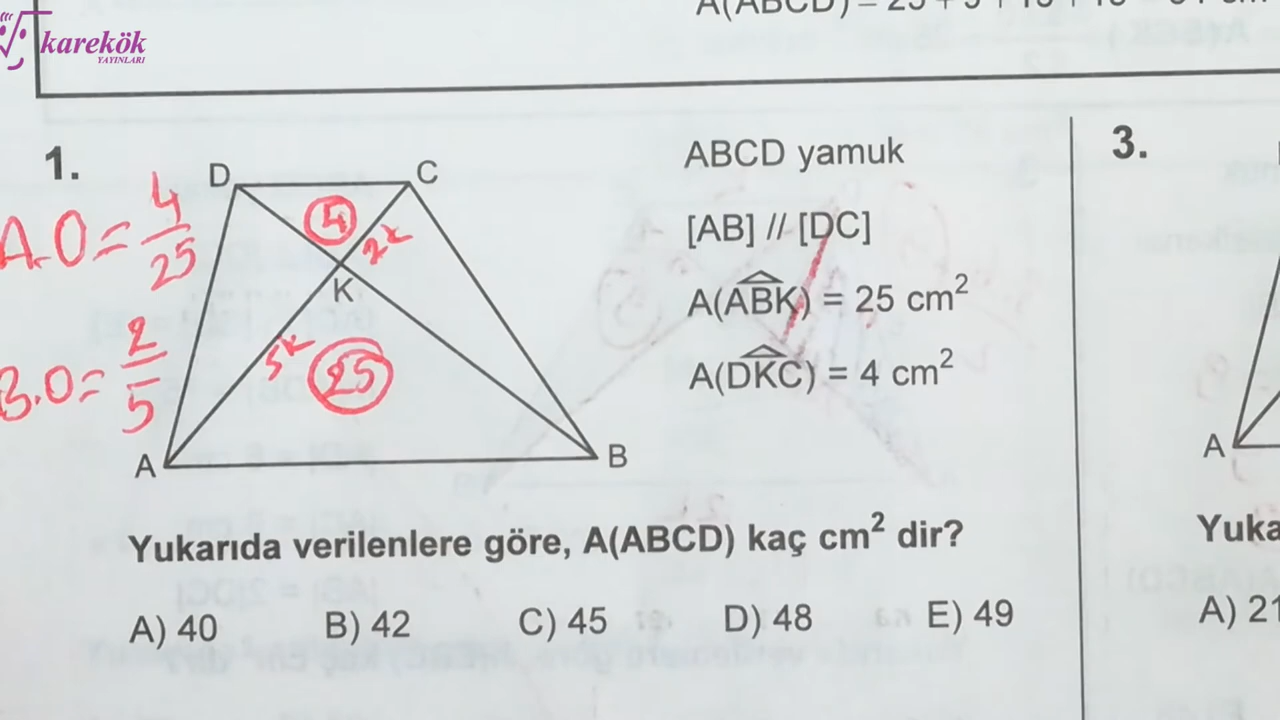 karekök
YAYINLARI
1.
D
C
K
A
B
4
2k
5k
25
A.O = 4/25
B.O = 2/5
ABCD yamuk
[AB] // [DC]
A(ABK) = 25 cm²
A(DKC) = 4 cm²
Yukarıda verilenlere göre, A(ABCD) kaç cm² dir?
A) 40 B) 42 C) 45 D) 48 E) 49
3.
A
Yuka
A) 21